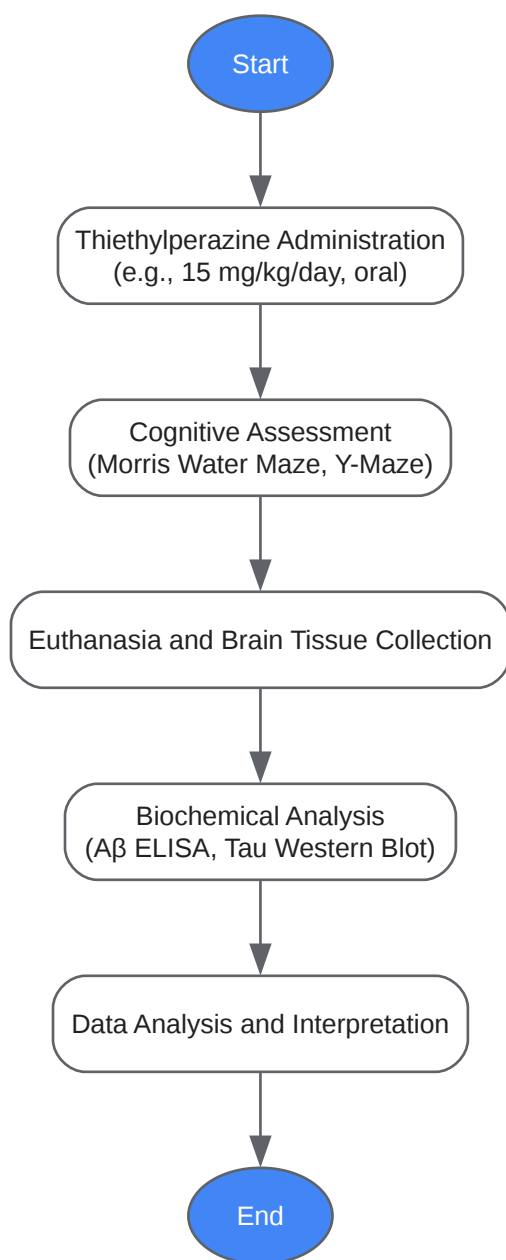 Start
Thiethylperazine Administration
(e.g., 15 mg/kg/day, oral)
Cognitive Assessment
(Morris Water Maze, Y-Maze)
Euthanasia and Brain Tissue Collection
Biochemical Analysis
(Aβ ELISA, Tau Western Blot)
Data Analysis and Interpretation
End